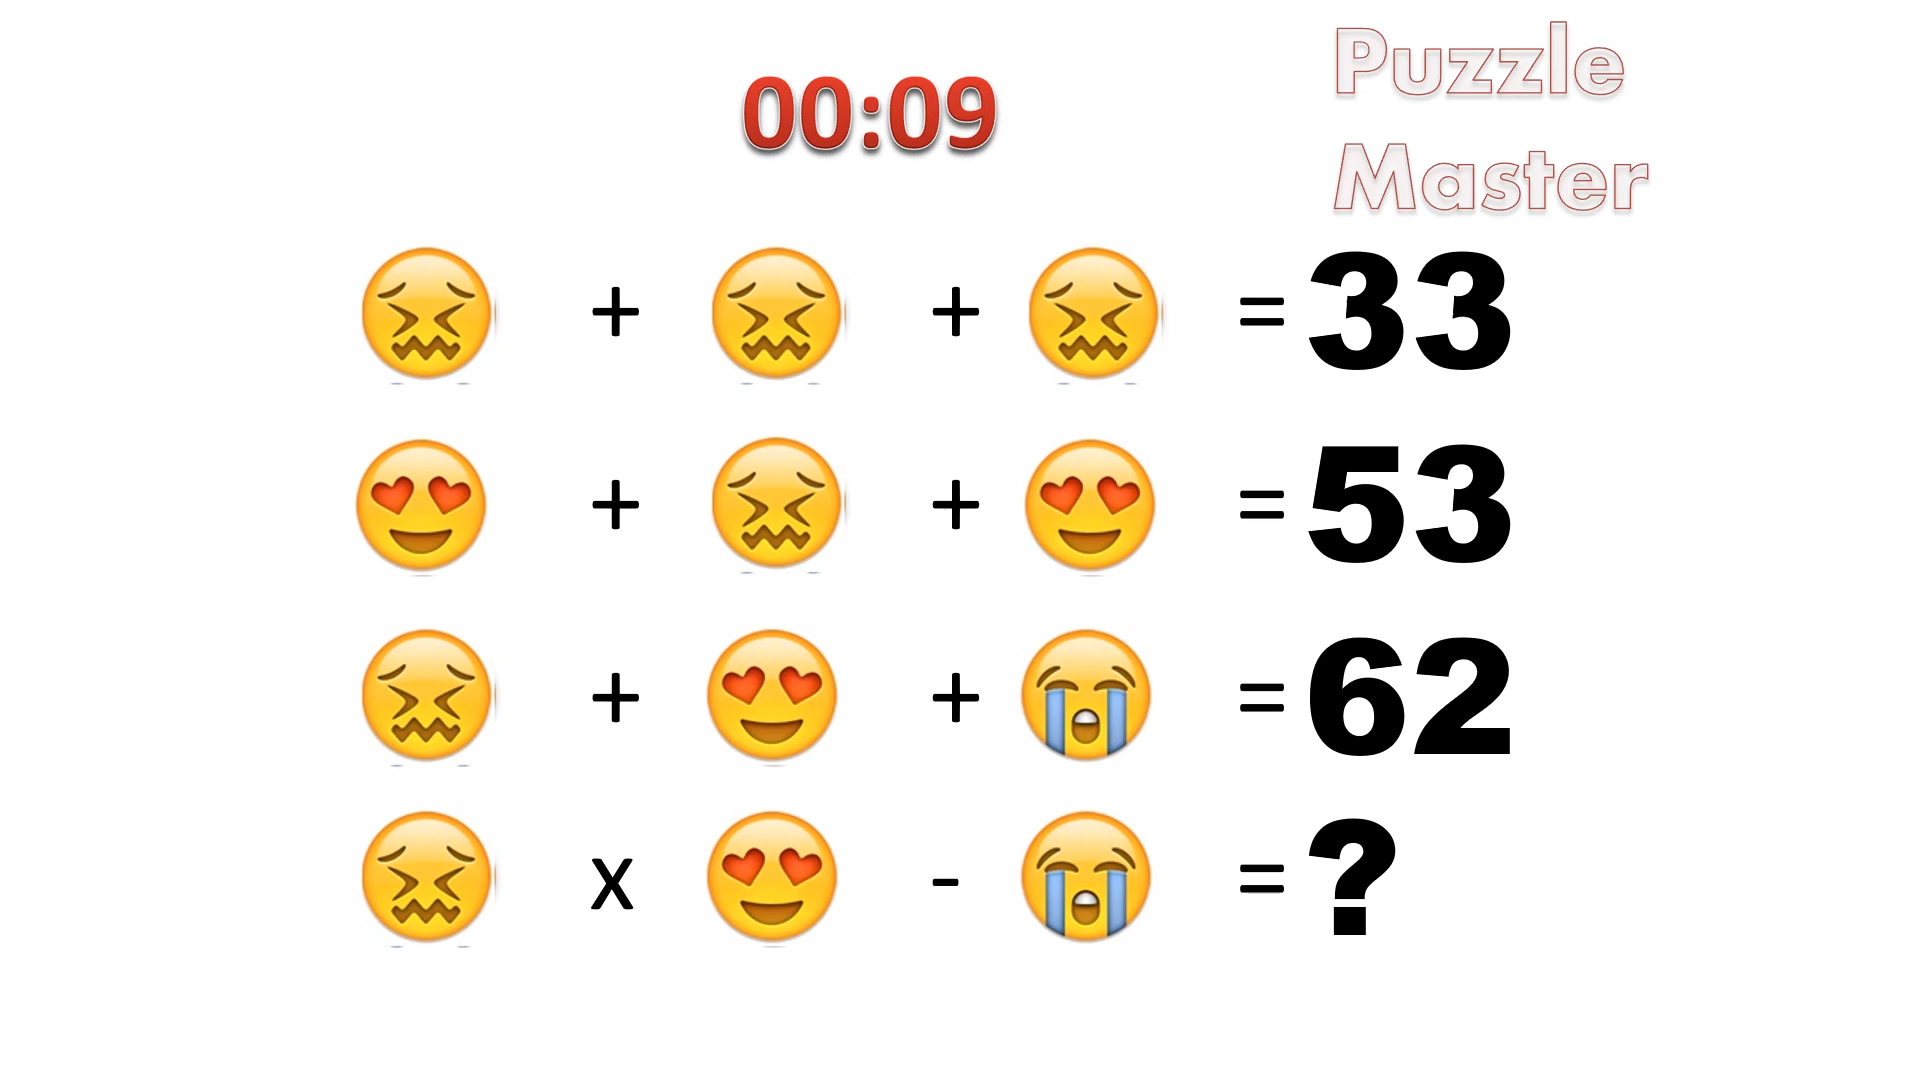 Puzzle
Master
00:09
+ + = 33
+ + = 53
+ + = 62
x - = ?